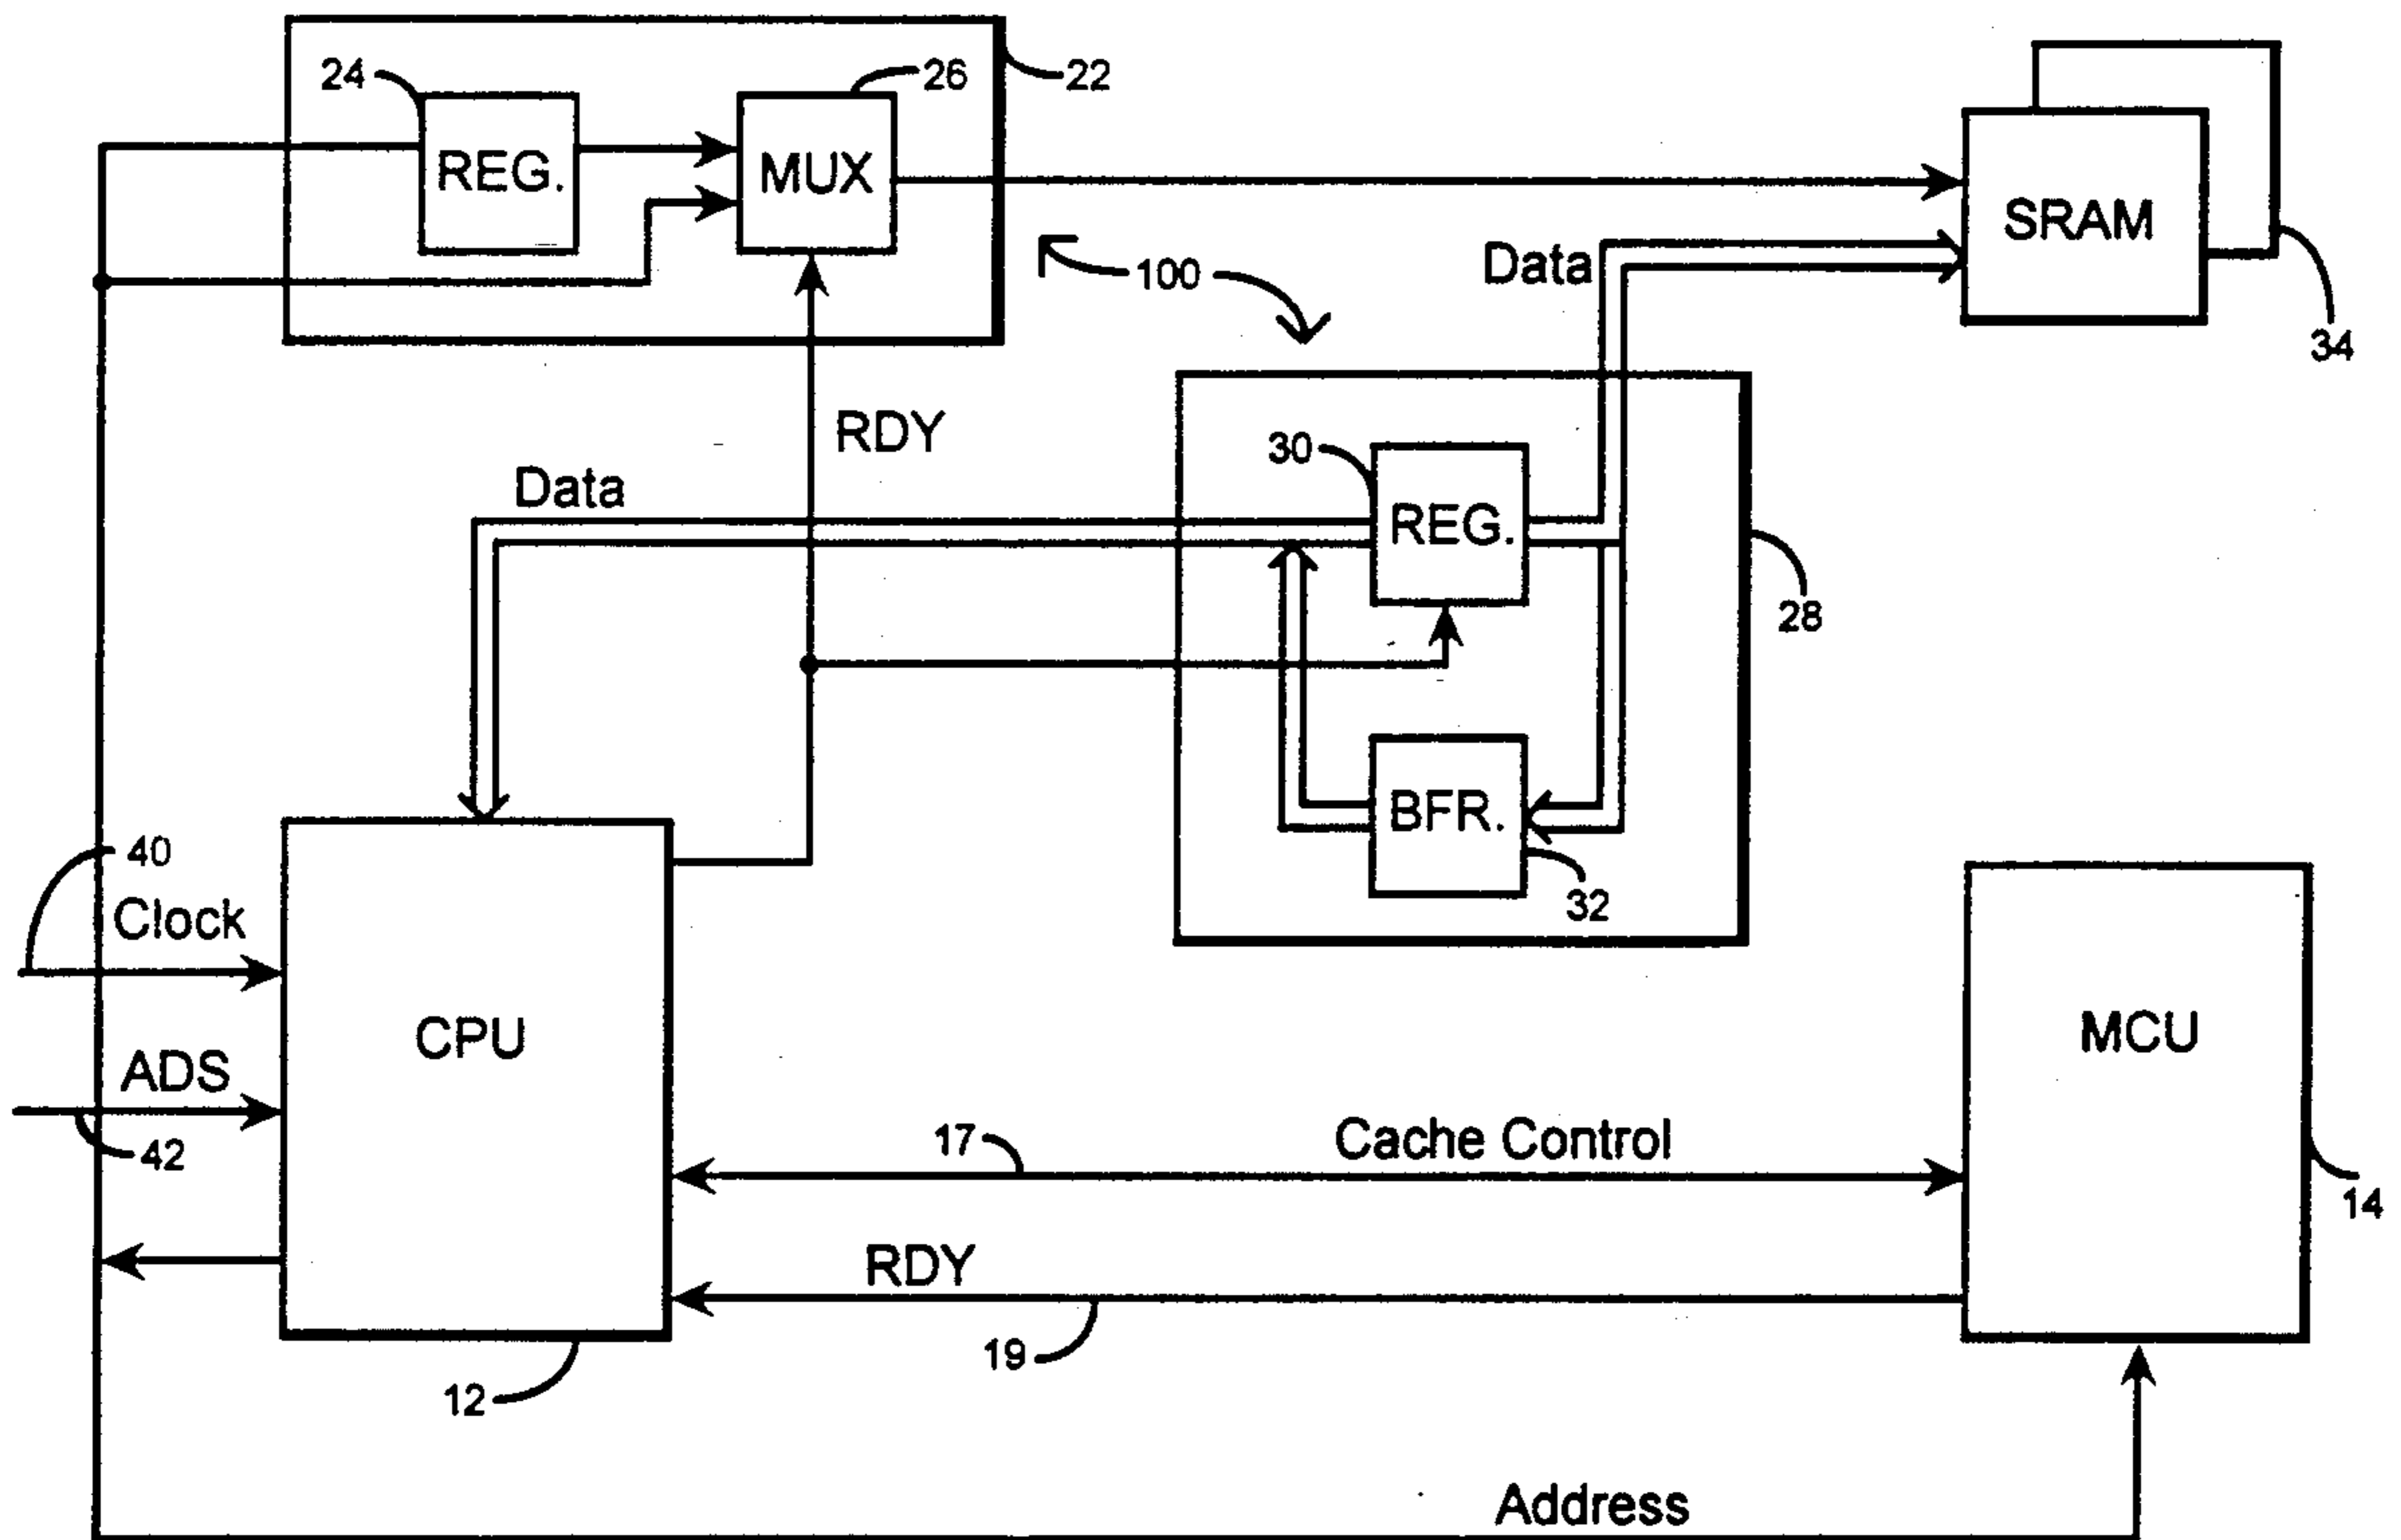 24
26
22
REG.
MUX
SRAM
100
Data
34
RDY
30
Data
REG.
28
BFR.
40
32
Clock
CPU
MCU
ADS
17
Cache Control
42
14
RDY
19
12
Address